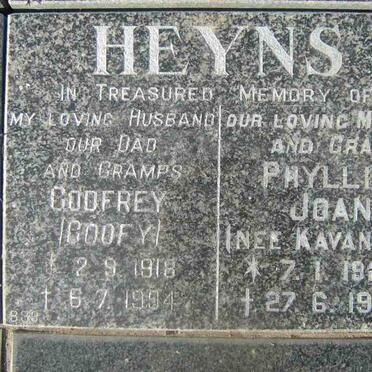 HEYNS
IN TREASURED MEMORY OF
MY LOVING HUSBAND
OUR DAD
AND GRAMPS
GODFREY
(GOOFY)
* 2.9.1918
† 6.7.1994
OUR LOVING M
AND GRA
PHYLLI
JOAN
(NEE KAVAN
* 7.1.19
† 27.6.19